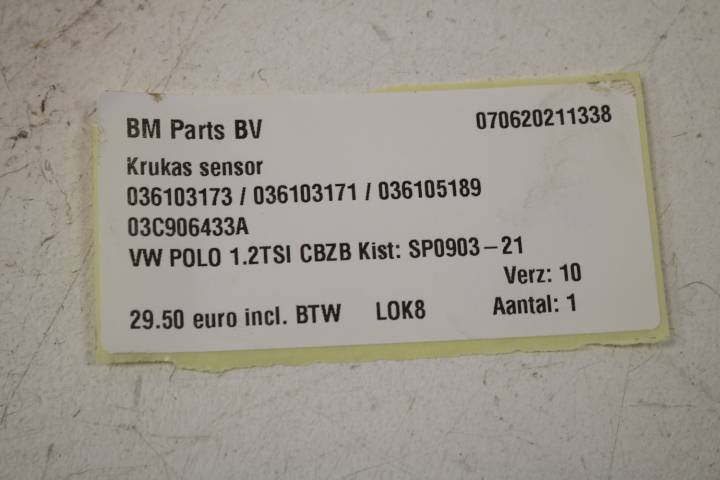 BM Parts BV 070620211338
Krukas sensor
036103173 / 036103171 / 036105189
03C906433A
VW POLO 1.2TSI CBZB Kist: SP0903-21
Verz: 10
29.50 euro incl. BTW LOK8 Aantal: 1